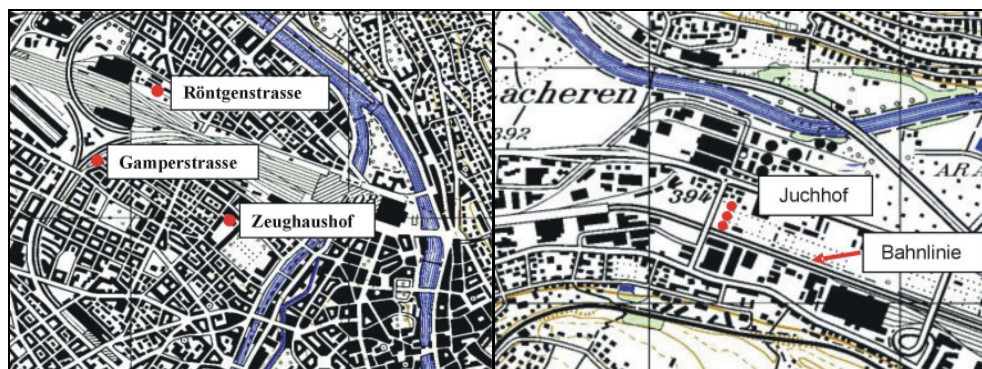 Röntgenstrasse
Gamperstrasse
Zeughaushof
acheren
392
394
Juchhof
ARA
Bahnlinie
408